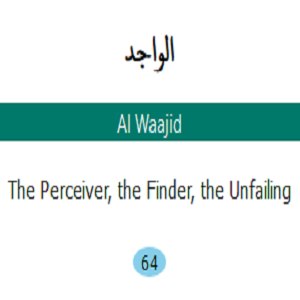 الواجد
Al Waajid
The Perceiver, the Finder, the Unfailing
64